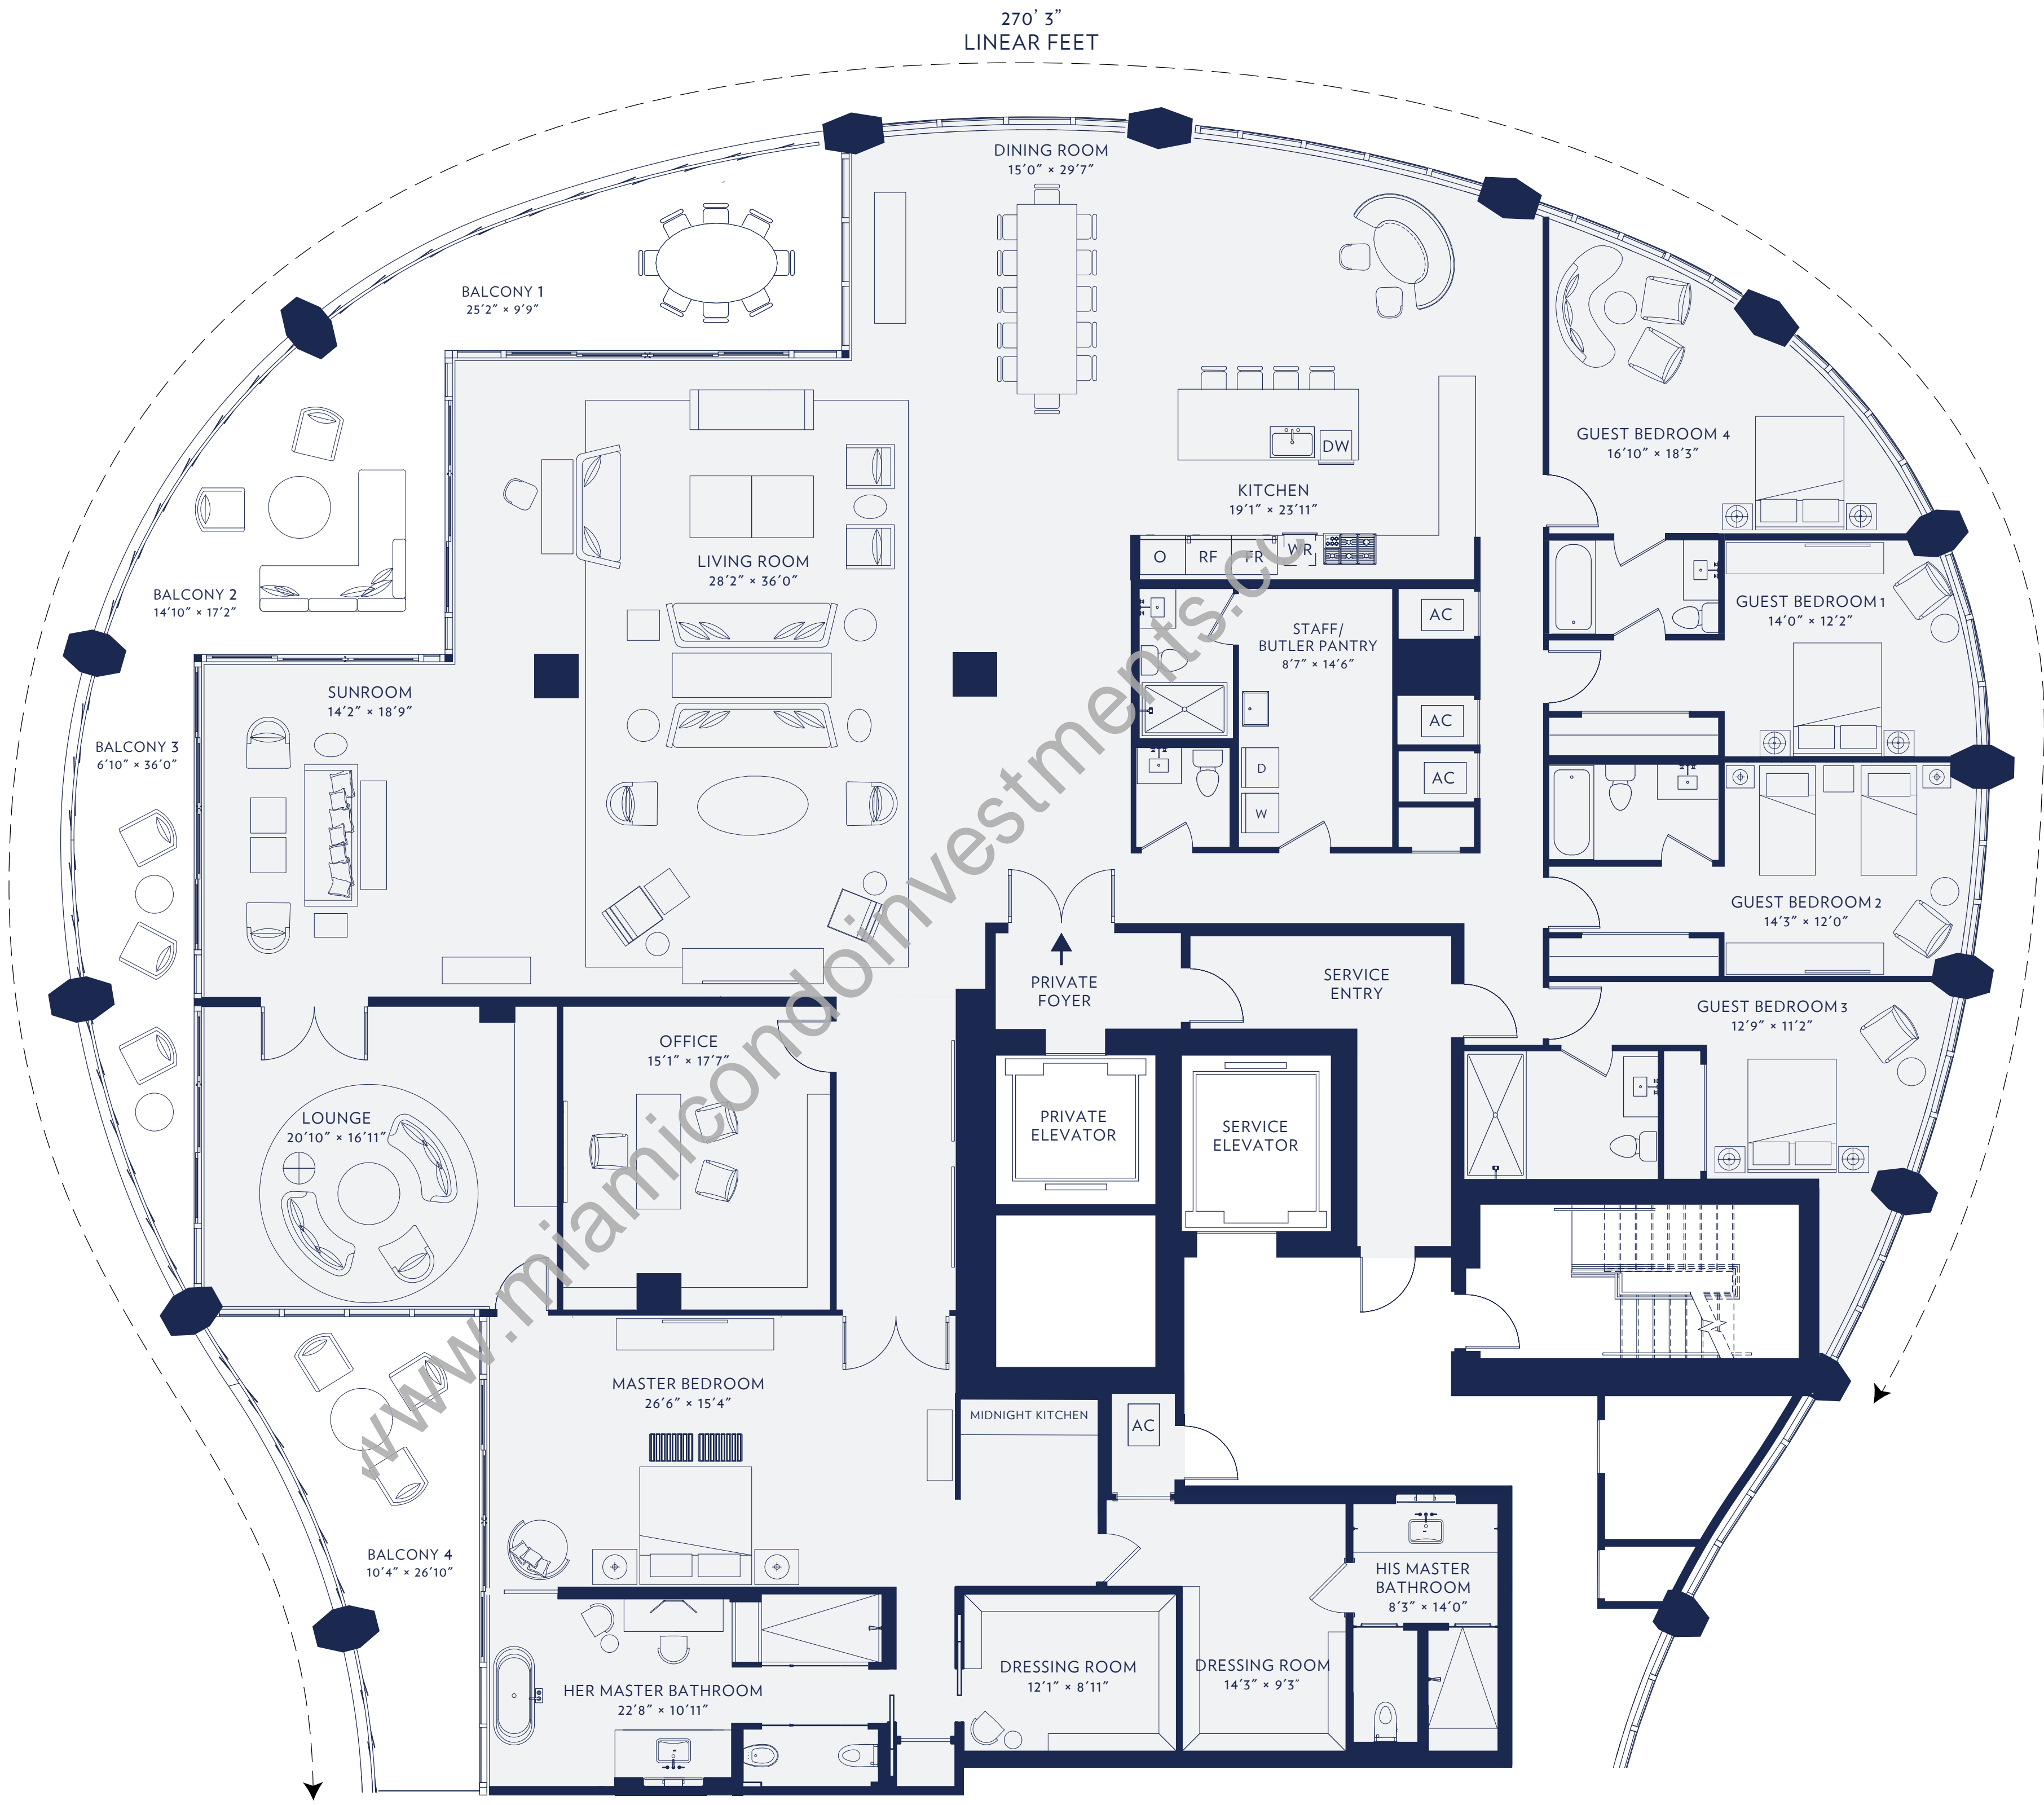 270' 3"
LINEAR FEET
DINING ROOM
15'0" × 29'7"
BALCONY 1
25'2" × 9'9"
GUEST BEDROOM 4
16'10" × 18'3"
DW
KITCHEN
19'1" × 23'11"
O
RF
FR
WR
LIVING ROOM
28'2" × 36'0"
BALCONY 2
14'10" × 17'2"
GUEST BEDROOM 1
14'0" × 12'2"
STAFF/
BUTLER PANTRY
8'7" × 14'6"
AC
SUNROOM
14'2" × 18'9"
AC
BALCONY 3
6'10" × 36'0"
D
AC
W
GUEST BEDROOM 2
14'3" × 12'0"
PRIVATE
FOYER
SERVICE
ENTRY
GUEST BEDROOM 3
12'9" × 11'2"
OFFICE
15'1" × 17'7"
LOUNGE
20'10" × 16'11"
PRIVATE
ELEVATOR
SERVICE
ELEVATOR
MASTER BEDROOM
26'6" × 15'4"
MIDNIGHT KITCHEN
AC
BALCONY 4
10'4" × 26'10"
HIS MASTER
BATHROOM
8'3" × 14'0"
DRESSING ROOM
12'1" × 8'11"
DRESSING ROOM
14'3" × 9'3"
HER MASTER BATHROOM
22'8" × 10'11"
www.miamicondoinvestments.co